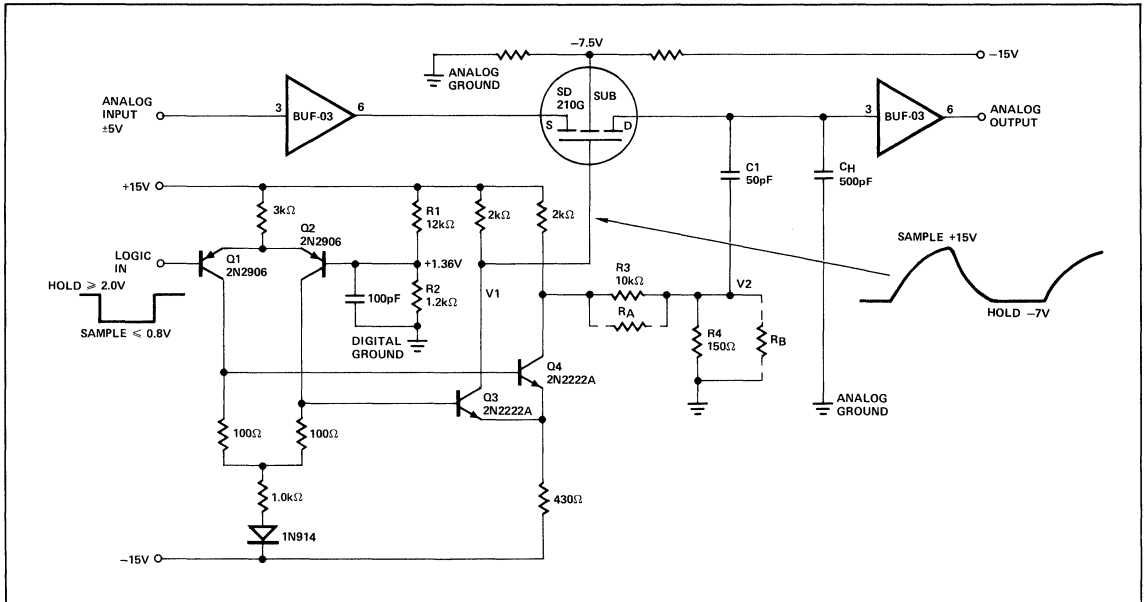 −7.5V
−15V
ANALOG
GROUND
SD
210G
SUB
S
D
ANALOG
INPUT
±5V
3
BUF-03
6
3
BUF-03
6
ANALOG
OUTPUT
C1
50pF
CH
500pF
+15V
3kΩ
R1
12kΩ
2kΩ
2kΩ
Q2
2N2906
LOGIC
IN
Q1
2N2906
+1.36V
V1
HOLD ⩾ 2.0V
SAMPLE ⩽ 0.8V
100pF
R2
1.2kΩ
DIGITAL
GROUND
R3
10kΩ
RA
V2
R4
150Ω
RB
SAMPLE +15V
HOLD −7V
Q4
2N2222A
Q3
2N2222A
ANALOG
GROUND
100Ω
100Ω
1.0kΩ
430Ω
1N914
−15V